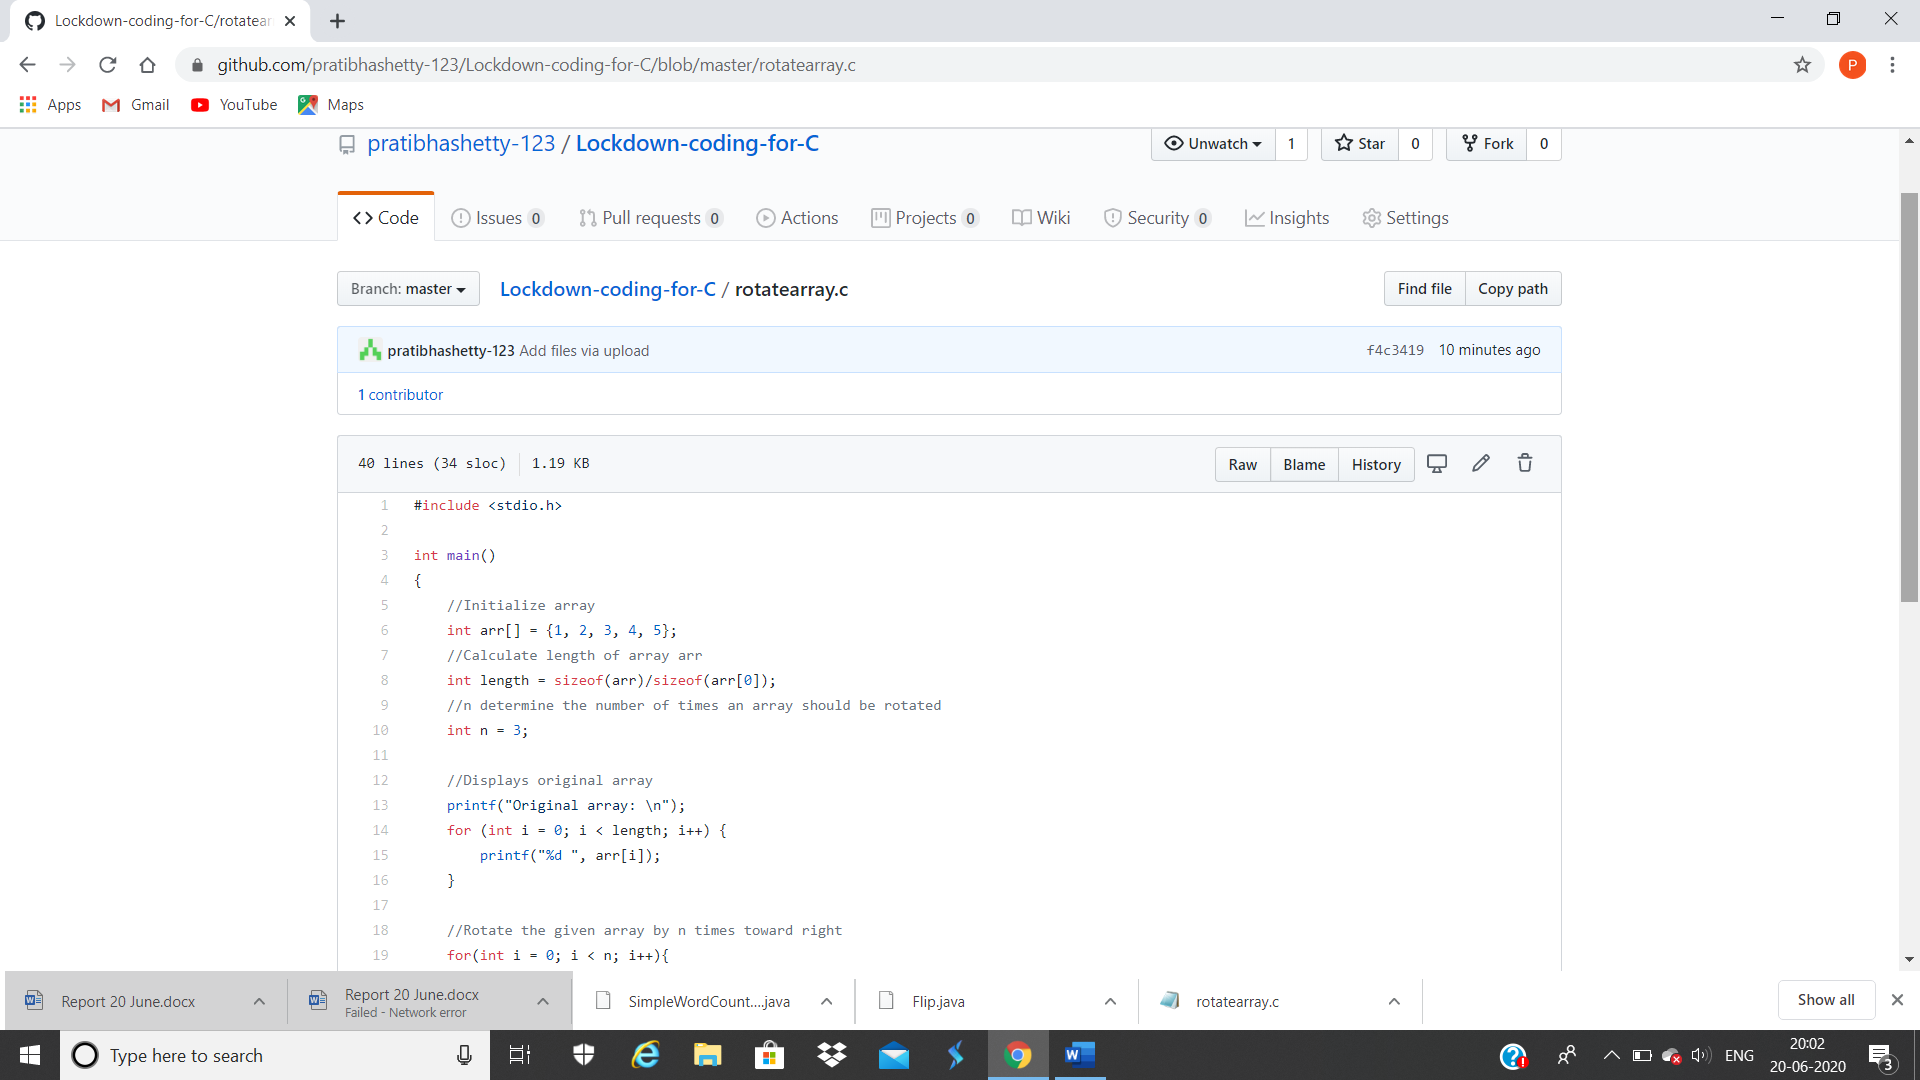 Lockdown-coding-for-C/rotatear
github.com/pratibhashetty-123/Lockdown-coding-for-C/blob/master/rotatearray.c
P
Apps Gmail YouTube Maps
pratibhashetty-123 / Lockdown-coding-for-C
Unwatch 1 Star 0 Fork 0
Code Issues 0 Pull requests 0 Actions Projects 0 Wiki Security 0 Insights Settings
Branch: master Lockdown-coding-for-C / rotatearray.c Find file Copy path
pratibhashetty-123 Add files via upload f4c3419 10 minutes ago
1 contributor
40 lines (34 sloc) 1.19 KB Raw Blame History
1 #include <stdio.h>
2
3 int main()
4 {
5 //Initialize array
6 int arr[] = {1, 2, 3, 4, 5};
7 //Calculate length of array arr
8 int length = sizeof(arr)/sizeof(arr[0]);
9 //n determine the number of times an array should be rotated
10 int n = 3;
11
12 //Displays original array
13 printf("Original array: \n");
14 for (int i = 0; i < length; i++) {
15 printf("%d ", arr[i]);
16 }
17
18 //Rotate the given array by n times toward right
19 for(int i = 0; i < n; i++){
Report 20 June.docx
Report 20 June.docx
Failed - Network error
SimpleWordCount....java
Flip.java
rotatearray.c
Show all
Type here to search
ENG
20:02
20-06-2020
3